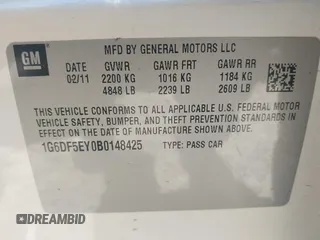 GM
MFD BY GENERAL MOTORS LLC
DATE GVWR GAWR FRT GAWR RR
02/11 2200 KG 1016 KG 1184 KG
4848 LB 2239 LB 2609 LB
THIS VEHICLE CONFORMS TO ALL APPLICABLE U.S. FEDERAL MOTOR
VEHICLE SAFETY, BUMPER, AND THEFT PREVENTION STANDARDS IN
EFFECT ON THE DATE OF MANUFACTURE SHOWN ABOVE.
1G6DF5EY0B0148425 TYPE: PASS CAR